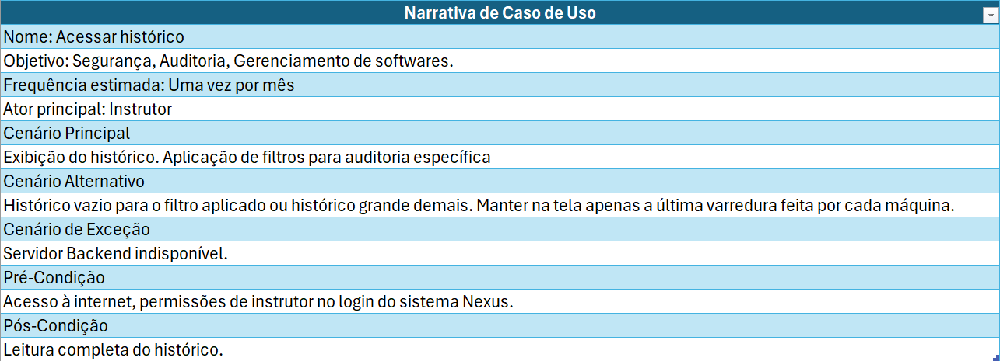 Narrativa de Caso de Uso
Nome: Acessar histórico
Objetivo: Segurança, Auditoria, Gerenciamento de softwares.
Frequência estimada: Uma vez por mês
Ator principal: Instrutor
Cenário Principal
Exibição do histórico. Aplicação de filtros para auditoria específica
Cenário Alternativo
Histórico vazio para o filtro aplicado ou histórico grande demais. Manter na tela apenas a última varredura feita por cada máquina.
Cenário de Exceção
Servidor Backend indisponível.
Pré-Condição
Acesso à internet, permissões de instrutor no login do sistema Nexus.
Pós-Condição
Leitura completa do histórico.